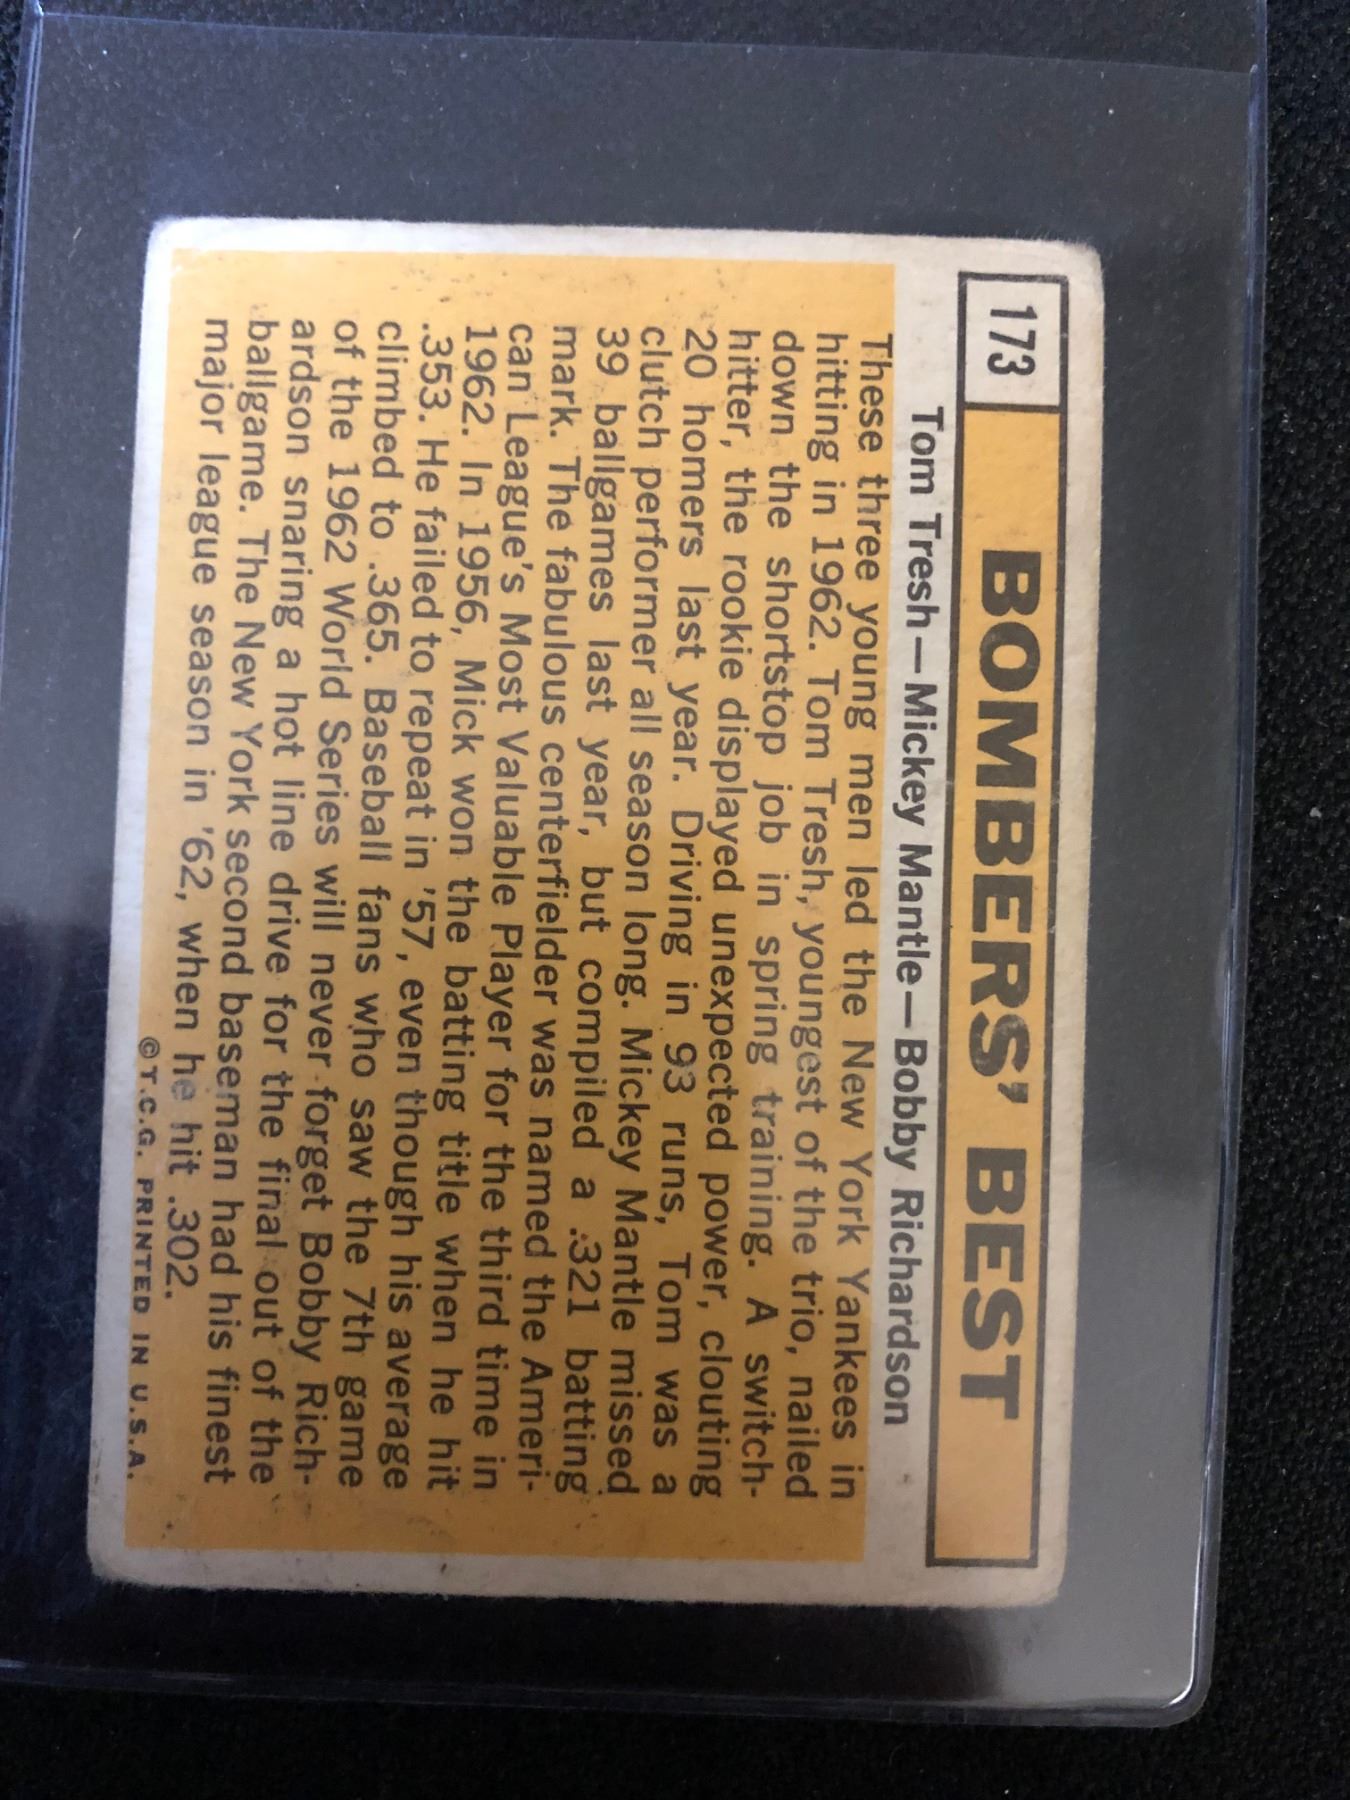 173
BOMBERS' BEST
Tom Tresh—Mickey Mantle—Bobby Richardson
These three young men led the New York Yankees in
hitting in 1962. Tom Tresh, youngest of the trio, nailed
down the shortstop job in spring training. A switch-
hitter, the rookie displayed unexpected power, clouting
20 homers last year. Driving in 93 runs, Tom was a
clutch performer all season long. Mickey Mantle missed
39 ballgames last year, but compiled a .321 batting
mark. The fabulous centerfielder was named the Ameri-
can League's Most Valuable Player for the third time in
1962. In 1956, Mick won the batting title when he hit
.353. He failed to repeat in '57, even though his average
climbed to .365. Baseball fans who saw the 7th game
of the 1962 World Series will never forget Bobby Rich-
ardson snaring a hot line drive for the final out of the
ballgame. The New York second baseman had his finest
major league season in '62, when he hit .302.
© T.C.G. PRINTED IN U.S.A.